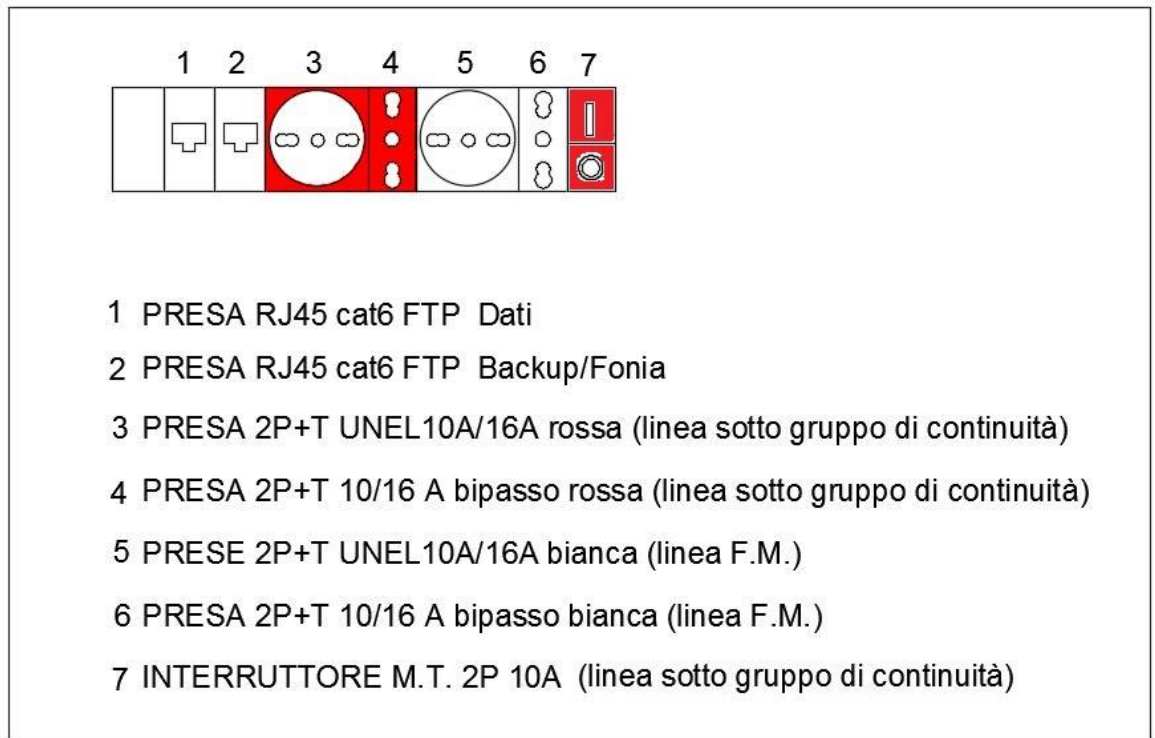 1 2 3 4 5 6 7
1 PRESA RJ45 cat6 FTP Dati
2 PRESA RJ45 cat6 FTP Backup/Fonia
3 PRESA 2P+T UNEL10A/16A rossa (linea sotto gruppo di continuità)
4 PRESA 2P+T 10/16 A bipasso rossa (linea sotto gruppo di continuità)
5 PRESE 2P+T UNEL10A/16A bianca (linea F.M.)
6 PRESA 2P+T 10/16 A bipasso bianca (linea F.M.)
7 INTERRUTTORE M.T. 2P 10A (linea sotto gruppo di continuità)